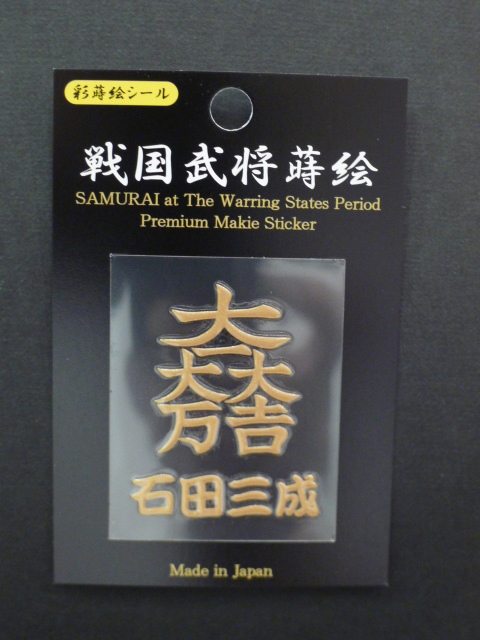 彩蒔絵シール
戦国武将蒔絵
SAMURAI at The Warring States Period
Premium Makie Sticker
大一
大大
万吉
石田三成
Made in Japan